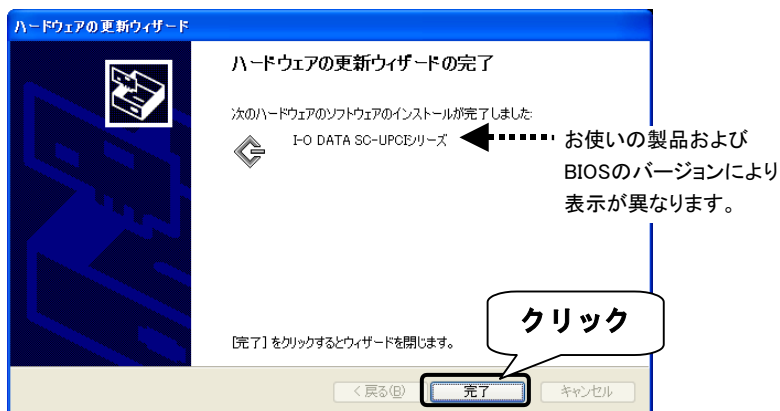 ハードウェアの更新ウィザード
ハードウェアの更新ウィザードの完了
次のハードウェアのソフトウェアのインストールが完了しました:
I-O DATA SC-UPCIシリーズ
お使いの製品および
BIOSのバージョンにより
表示が異なります。
クリック
[完了] をクリックするとウィザードを閉じます。
< 戻る(B)
完了
キャンセル